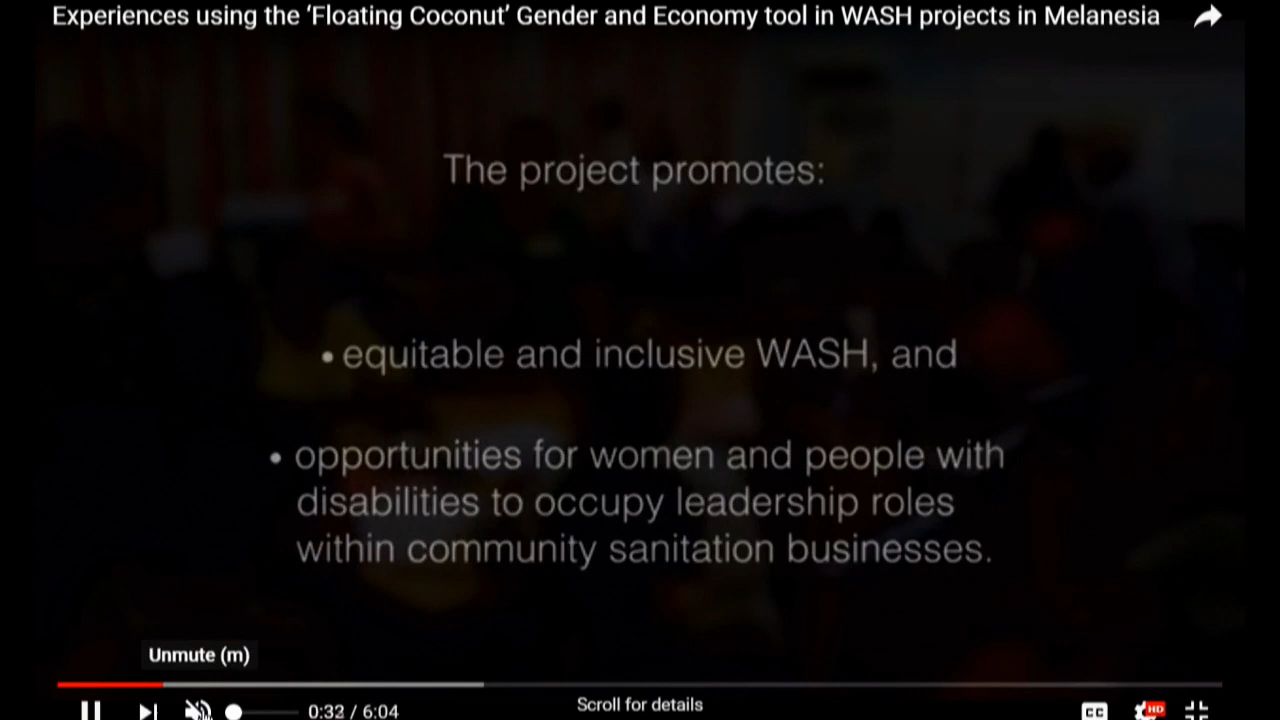 Experiences using the ‘Floating Coconut’ Gender and Economy tool in WASH projects in Melanesia
The project promotes:
• equitable and inclusive WASH, and
• opportunities for women and people with
disabilities to occupy leadership roles
within community sanitation businesses.
Unmute (m)
0:32 / 6:04
Scroll for details
CC
HD